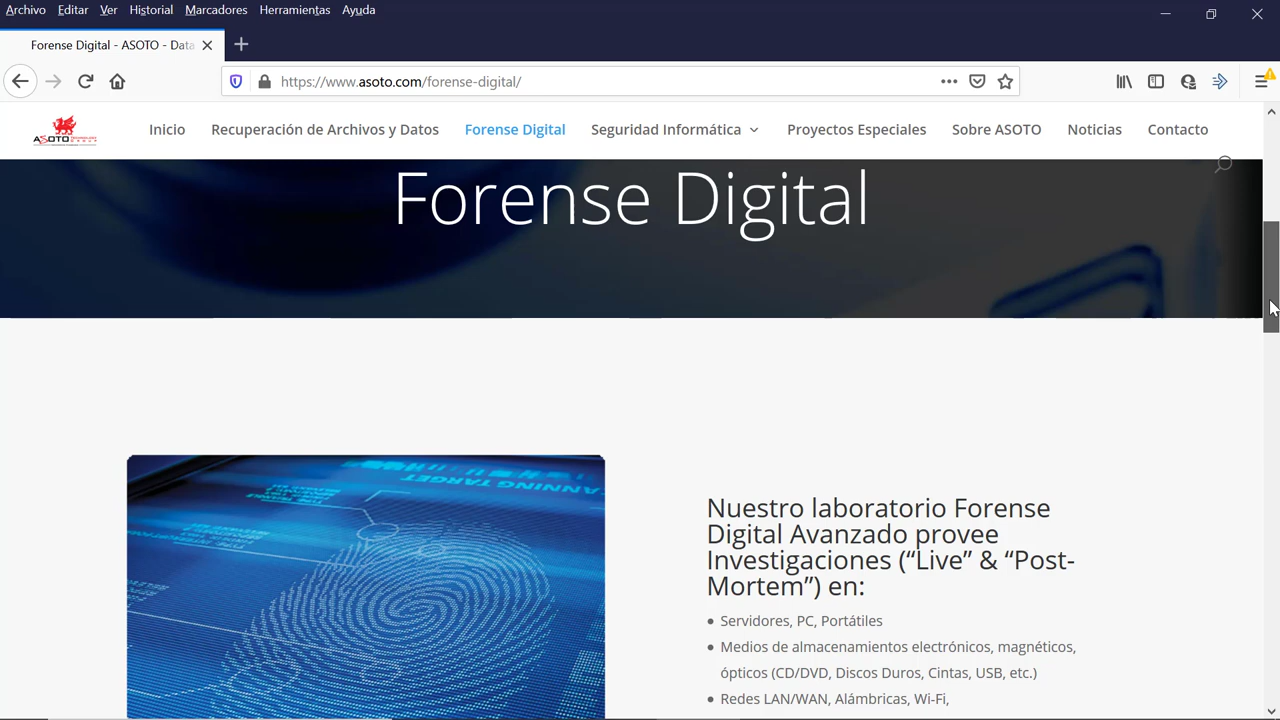 Archivo Editar Ver Historial Marcadores Herramientas Ayuda
Forense Digital - ASOTO - Data
https://www.asoto.com/forense-digital/
ASOTO
Inicio Recuperación de Archivos y Datos Forense Digital Seguridad Informática Proyectos Especiales Sobre ASOTO Noticias Contacto
Forense Digital
ANNING TARGET
Nuestro laboratorio Forense
Digital Avanzado provee
Investigaciones (“Live” & “Post-
Mortem”) en:
Servidores, PC, Portátiles
Medios de almacenamientos electrónicos, magnéticos,
ópticos (CD/DVD, Discos Duros, Cintas, USB, etc.)
Redes LAN/WAN, Alámbricas, Wi-Fi,